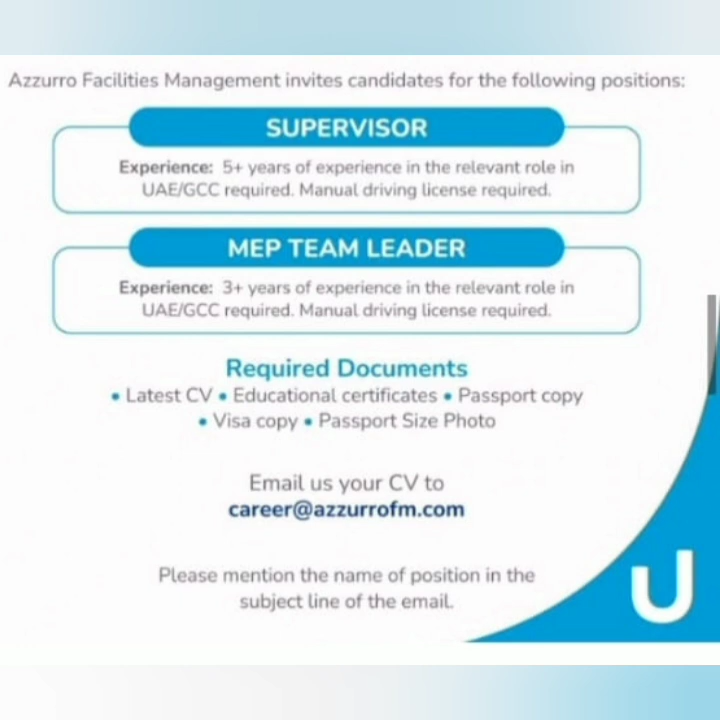 Azzurro Facilities Management invites candidates for the following positions:
SUPERVISOR
Experience: 5+ years of experience in the relevant role in
UAE/GCC required. Manual driving license required.
MEP TEAM LEADER
Experience: 3+ years of experience in the relevant role in
UAE/GCC required. Manual driving license required.
Required Documents
• Latest CV • Educational certificates • Passport copy
• Visa copy • Passport Size Photo
Email us your CV to
career@azzurrofm.com
Please mention the name of position in the
subject line of the email.
U